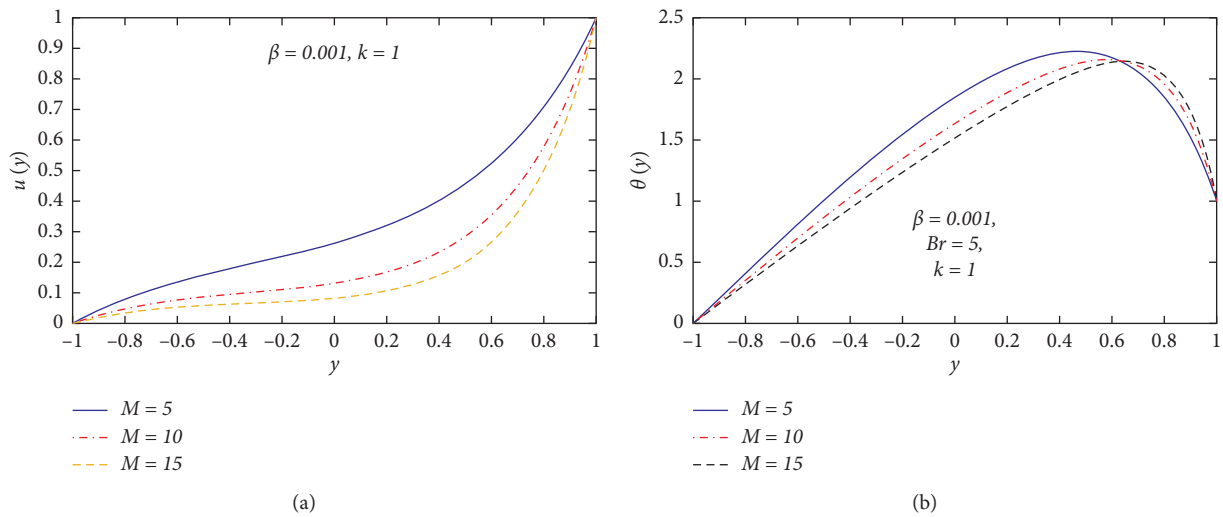 1
0.9
0.8
0.7
0.6
0.5
0.4
0.3
0.2
0.1
0
u (y)
β = 0.001, k = 1
–1 –0.8 –0.6 –0.4 –0.2 0 0.2 0.4 0.6 0.8 1
y
M = 5
M = 10
M = 15
(a)
2.5
2
1.5
1
0.5
0
θ (y)
β = 0.001,
Br = 5,
k = 1
–1 –0.8 –0.6 –0.4 –0.2 0 0.2 0.4 0.6 0.8 1
y
M = 5
M = 10
M = 15
(b)